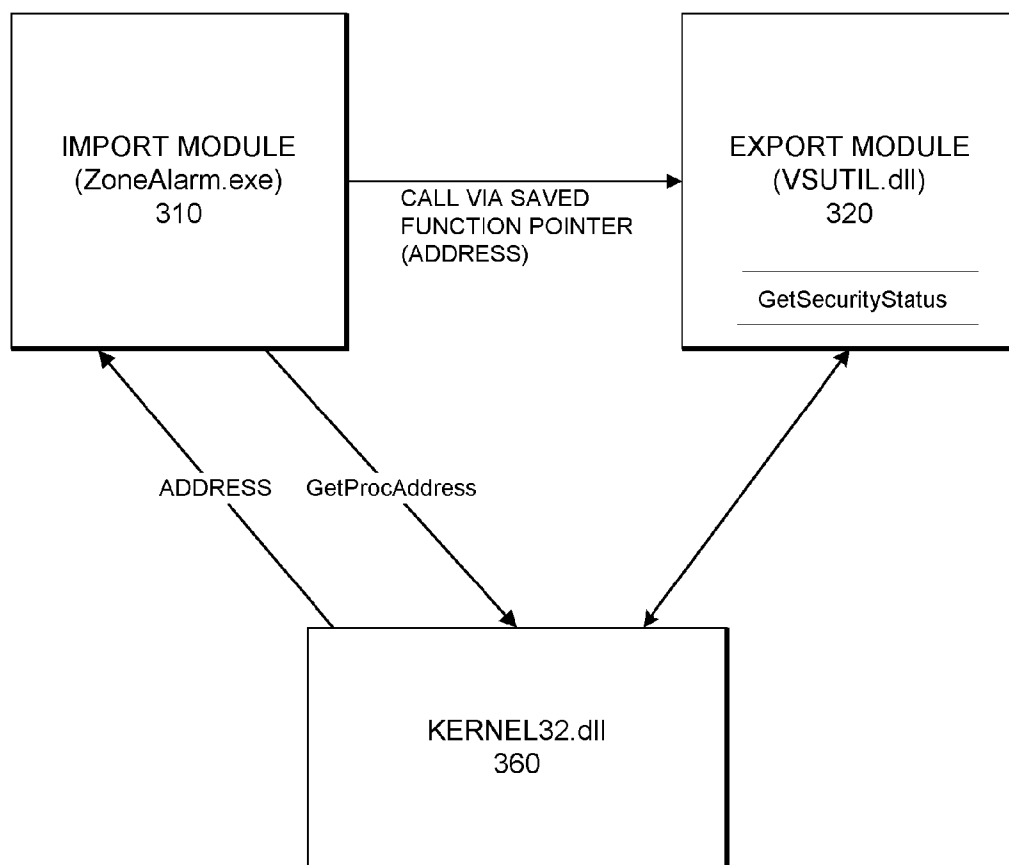 IMPORT MODULE
(ZoneAlarm.exe)
310
CALL VIA SAVED
FUNCTION POINTER
(ADDRESS)
EXPORT MODULE
(VSUTIL.dll)
320
GetSecurityStatus
ADDRESS
GetProcAddress
KERNEL32.dll
360